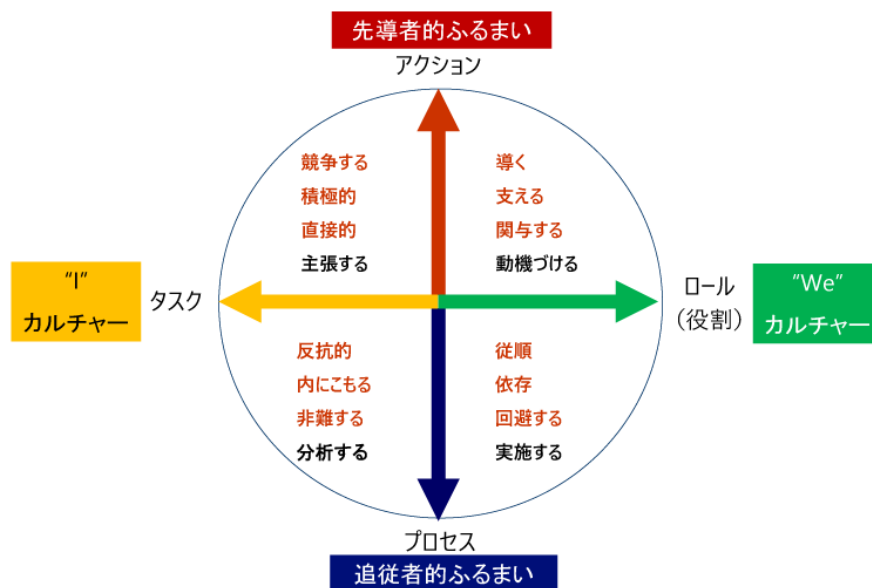 先導者的ふるまい
アクション
競争する
積極的
直接的
主張する
導く
支える
関与する
動機づける
"I"
カルチャー
タスク
ロール
（役割）
"We"
カルチャー
反抗的
内にこもる
非難する
分析する
従順
依存
回避する
実施する
プロセス
追従者的ふるまい